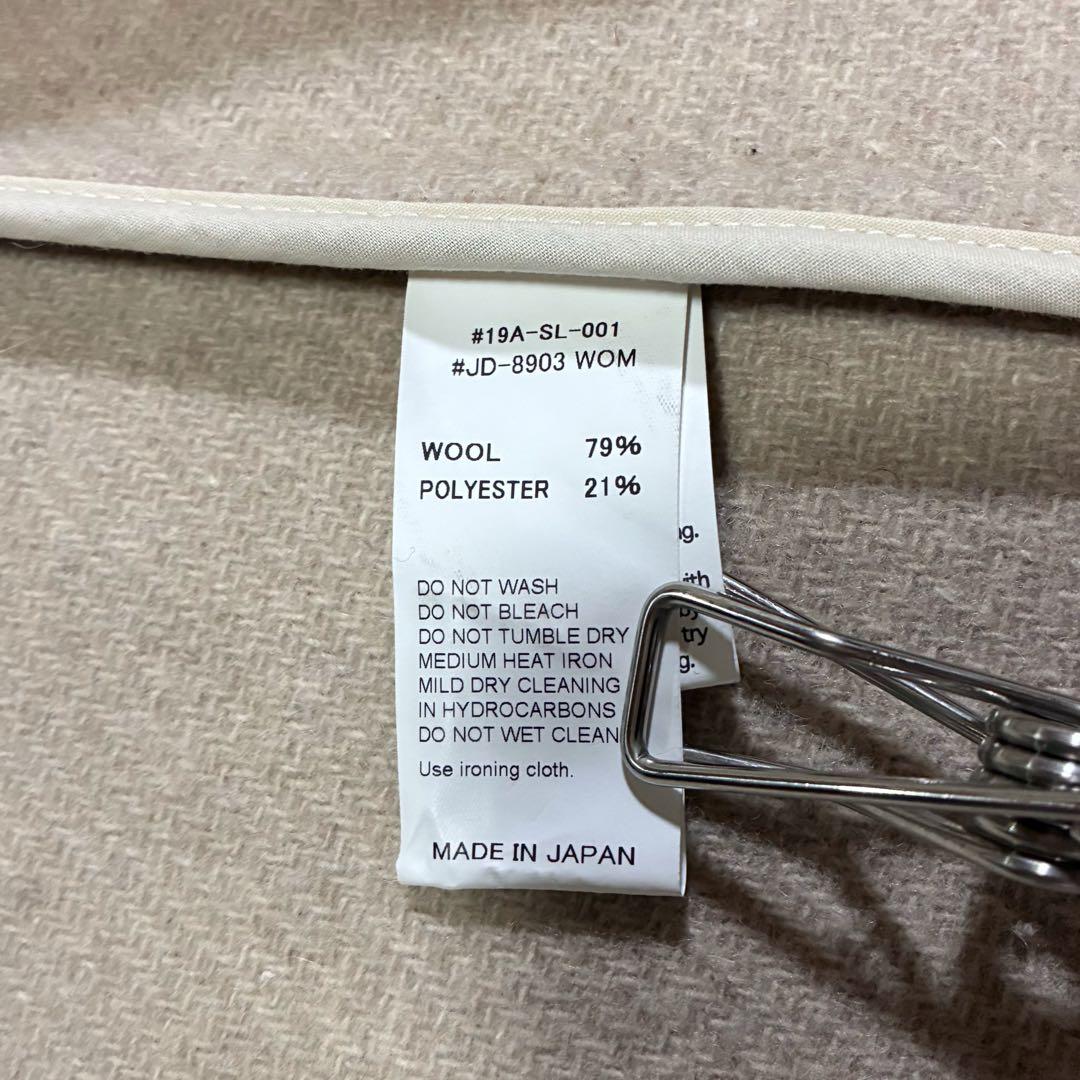 #19A-SL-001
#JD-8903 WOM
WOOL 79%
POLYESTER 21%
DO NOT WASH
DO NOT BLEACH
DO NOT TUMBLE DRY
MEDIUM HEAT IRON
MILD DRY CLEANING
IN HYDROCARBONS
DO NOT WET CLEAN
Use ironing cloth.
MADE IN JAPAN